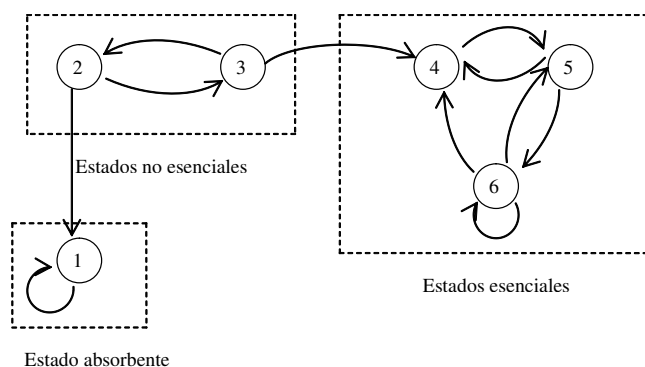 2 3 4 5
Estados no esenciales
6
1
Estados esenciales
Estado absorbente